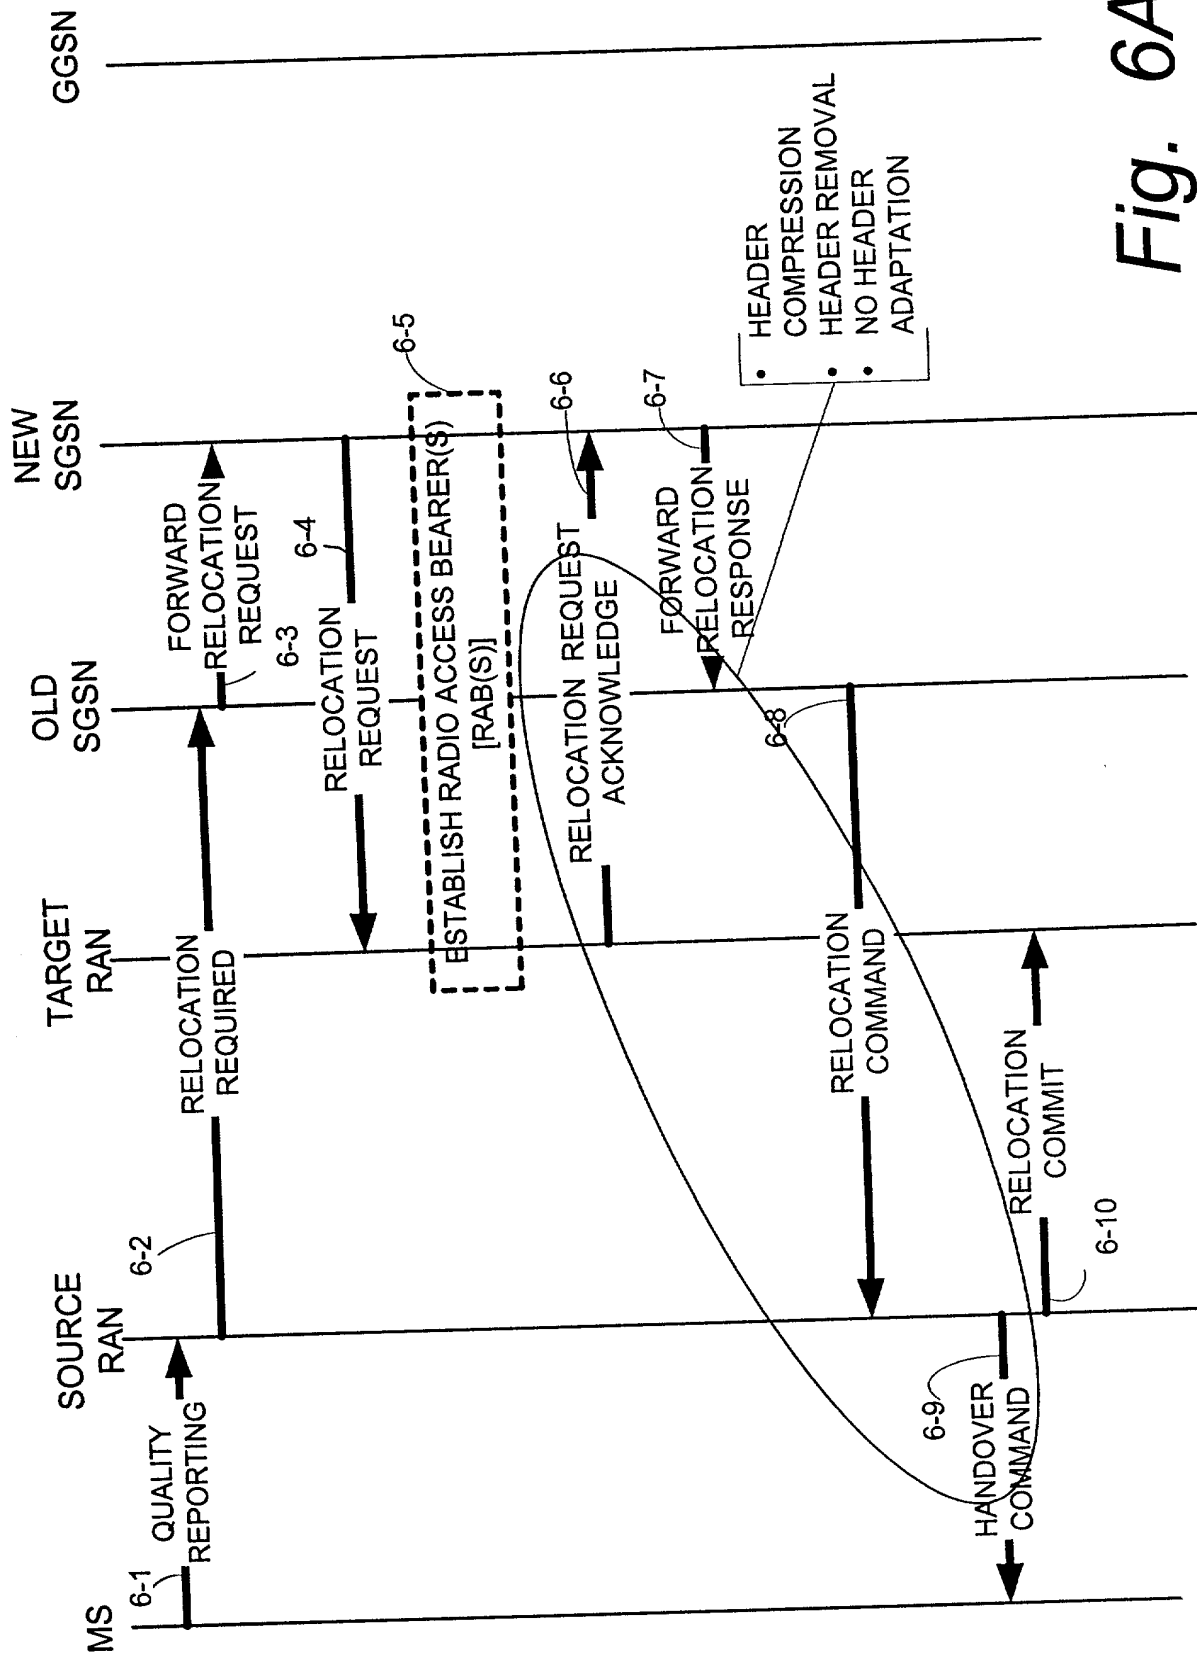 MS
SOURCE
RAN
TARGET
RAN
OLD
SGSN
NEW
SGSN
GGSN
6-1
QUALITY
REPORTING
6-2
RELOCATION
REQUIRED
FORWARD
RELOCATION
REQUEST
6-3
6-4
RELOCATION
REQUEST
6-5
ESTABLISH RADIO ACCESS BEARER(S)
[RAB(S)]
6-6
RELOCATION REQUEST
ACKNOWLEDGE
6-7
FORWARD
RELOCATION
RESPONSE
• HEADER
COMPRESSION
• HEADER REMOVAL
• NO HEADER
ADAPTATION
6-8
RELOCATION
COMMAND
6-9
HANDOVER
COMMAND
RELOCATION
COMMIT
6-10
Fig. 6A